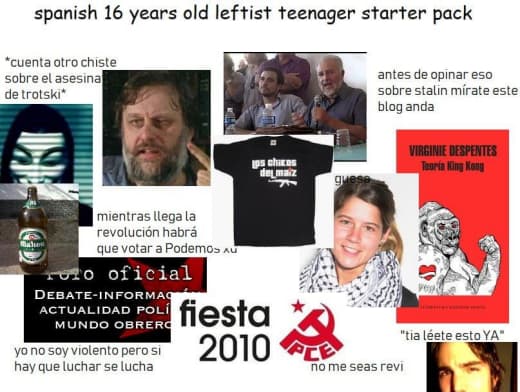 spanish 16 years old leftist teenager starter pack
*cuenta otro chiste
sobre el asesina
de trotski*
antes de opinar eso
sobre stalin mírate este
blog anda
los chicos
del maíz
VIRGINIE DESPENTES
Teoría King Kong
guesa
mientras llega la
revolución habrá
que votar a Podemos xd
Mahou
Foro oficial
DEBATE-INFORMACIÓN
ACTUALIDAD POLÍ
MUNDO OBRERO
fiesta
2010
PCE
"tia léete esto YA"
yo no soy violento pero si
hay que luchar se lucha
no me seas revi